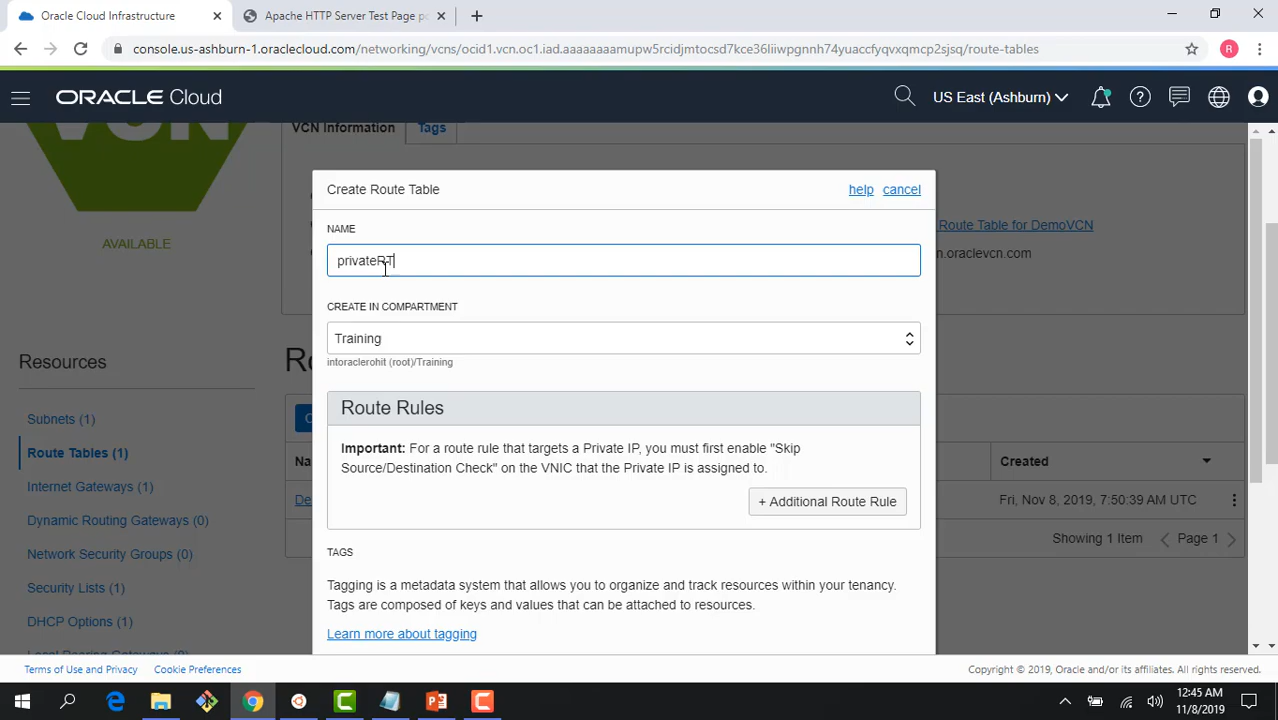 Oracle Cloud Infrastructure
Apache HTTP Server Test Page po
console.us-ashburn-1.oraclecloud.com/networking/vcns/ocid1.vcn.oc1.iad.aaaaaaaamupw5rcidjmtocsd7kce36liiwpgnnh74yuaccfyqvxqmcp2sjsq/route-tables
R
ORACLE Cloud
US East (Ashburn)
VCN
VCN Information
Tags
Create Route Table
help
cancel
NAME
Route Table for DemoVCN
AVAILABLE
n.oraclevcn.com
privateRT
CREATE IN COMPARTMENT
Training
intoraclerohit (root)/Training
Resources
Route Rules
Subnets (1)
Important: For a route rule that targets a Private IP, you must first enable "Skip
Source/Destination Check" on the VNIC that the Private IP is assigned to.
Route Tables (1)
Created
Internet Gateways (1)
+ Additional Route Rule
Fri, Nov 8, 2019, 7:50:39 AM UTC
Dynamic Routing Gateways (0)
Showing 1 Item
Page 1
Network Security Groups (0)
TAGS
Security Lists (1)
Tagging is a metadata system that allows you to organize and track resources within your tenancy.
Tags are composed of keys and values that can be attached to resources.
DHCP Options (1)
Learn more about tagging
Terms of Use and Privacy
Cookie Preferences
Copyright © 2019, Oracle and/or its affiliates. All rights reserved.
12:45 AM
11/8/2019